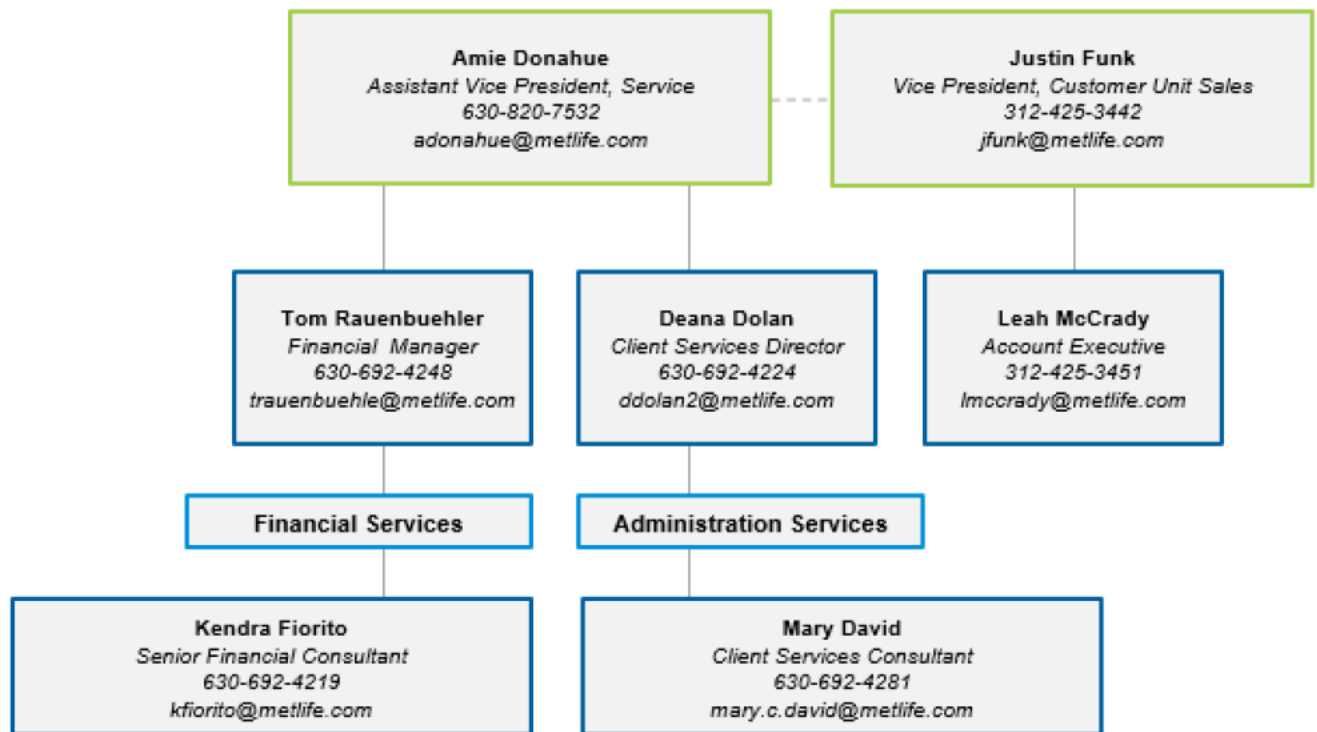 Amie Donahue
Assistant Vice President, Service
630-820-7532
adonahue@metlife.com
Justin Funk
Vice President, Customer Unit Sales
312-425-3442
jfunk@metlife.com
Tom Rauenbuehler
Financial Manager
630-692-4248
trauenbuehle@metlife.com
Deana Dolan
Client Services Director
630-692-4224
ddolan2@metlife.com
Leah McCrady
Account Executive
312-425-3451
lmccrady@metlife.com
Financial Services
Administration Services
Kendra Fiorito
Senior Financial Consultant
630-692-4219
kfiorito@metlife.com
Mary David
Client Services Consultant
630-692-4281
mary.c.david@metlife.com